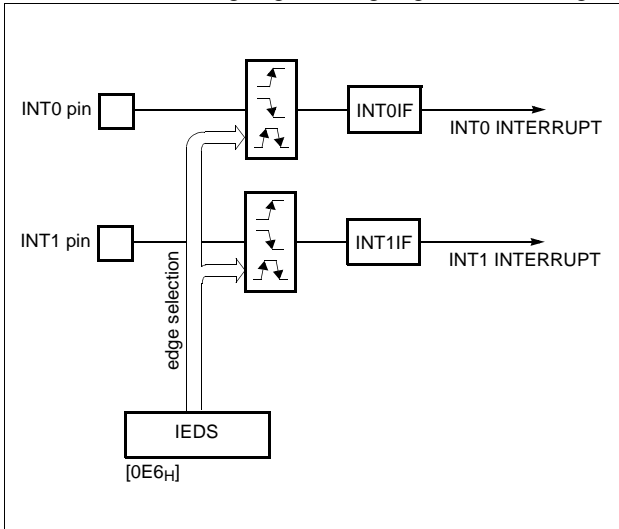 INT0 pin
INT0IF
INT0 INTERRUPT
INT1 pin
INT1IF
INT1 INTERRUPT
edge selection
IEDS
[0E6H]